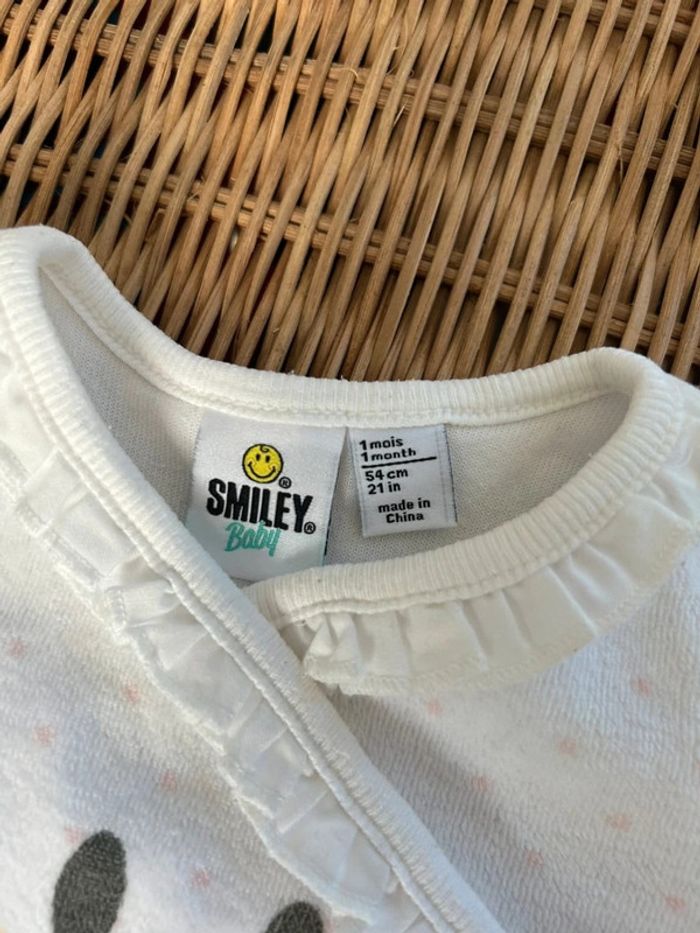 SMILEY®
Baby
1 mois
1 month
54 cm
21 in
made in
China